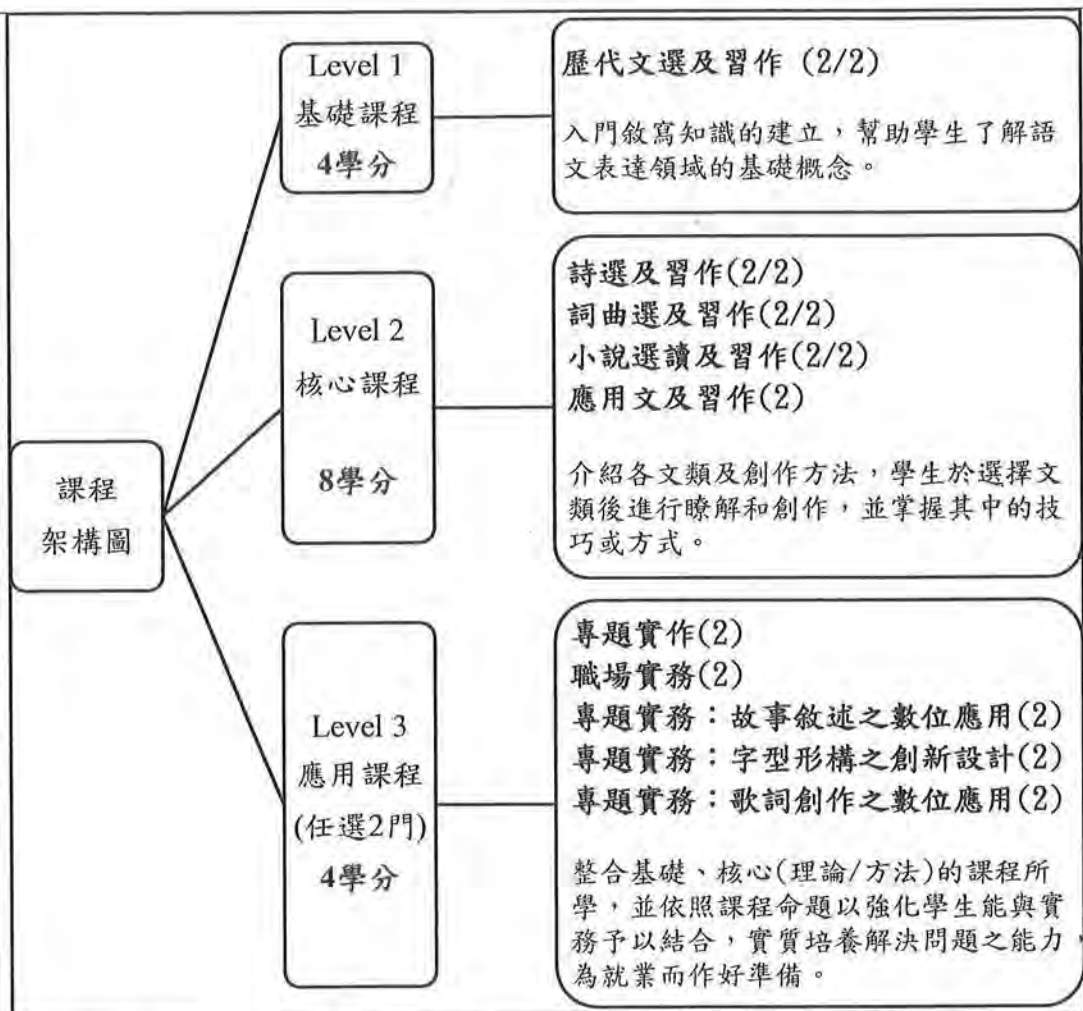 課程
架構圖
Level 1
基礎課程
4學分
歷代文選及習作 (2/2)
入門敘寫知識的建立，幫助學生了解語
文表達領域的基礎概念。
Level 2
核心課程
8學分
詩選及習作(2/2)
詞曲選及習作(2/2)
小說選讀及習作(2/2)
應用文及習作(2)
介紹各文類及創作方法，學生於選擇文
類後進行瞭解和創作，並掌握其中的技
巧或方式。
Level 3
應用課程
(任選2門)
4學分
專題實作(2)
職場實務(2)
專題實務：故事敘述之數位應用(2)
專題實務：字型形構之創新設計(2)
專題實務：歌詞創作之數位應用(2)
整合基礎、核心(理論/方法)的課程所
學，並依照課程命題以強化學生能與實
務予以結合，實質培養解決問題之能力，
為就業而作好準備。